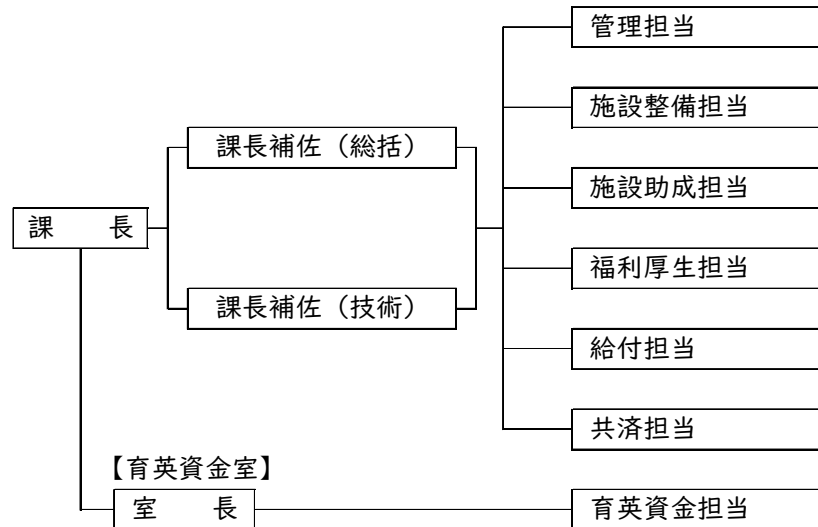 管理担当
施設整備担当
課長補佐（総括）
施設助成担当
課　　長
福利厚生担当
課長補佐（技術）
給付担当
共済担当
【育英資金室】
室　　長
育英資金担当